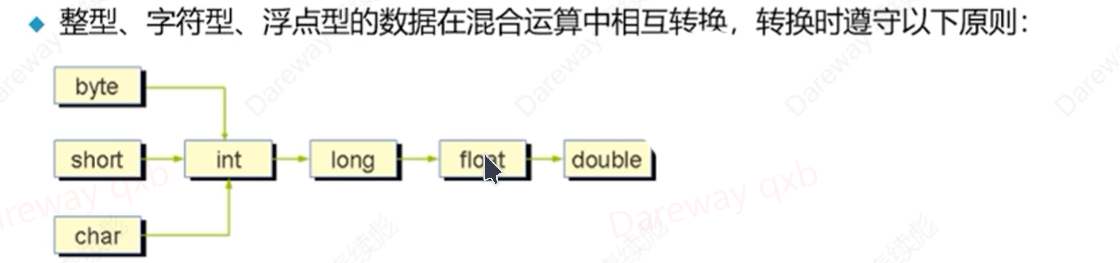 整型、字符型、浮点型的数据在混合运算中相互转换，转换时遵守以下原则：
byte
short int long float double
char
Dareway qxb